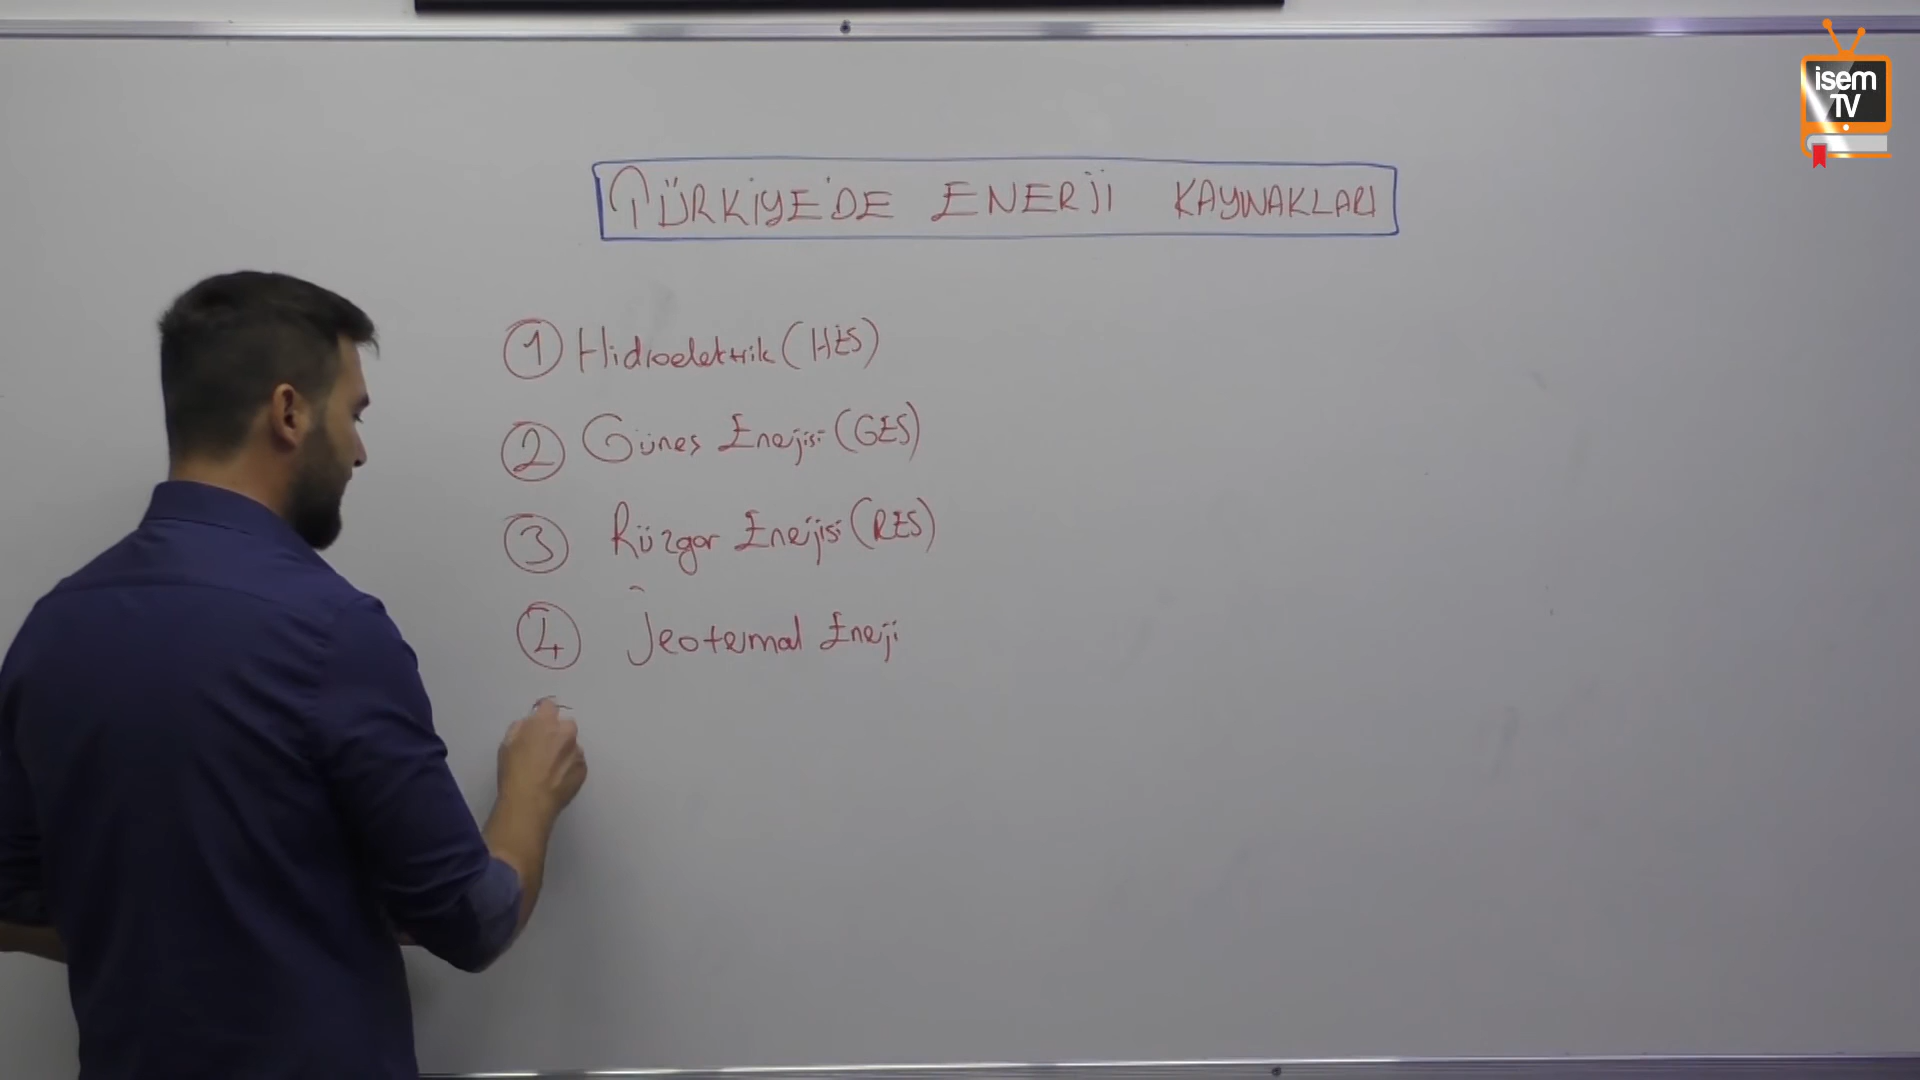 isem
TV
TÜRKİYE'DE ENERJİ KAYNAKLARI
1 Hidroelektrik (HES)
2 Güneş Enerjisi (GES)
3 Rüzgar Enerjisi (RES)
4 Jeotermal Enerji